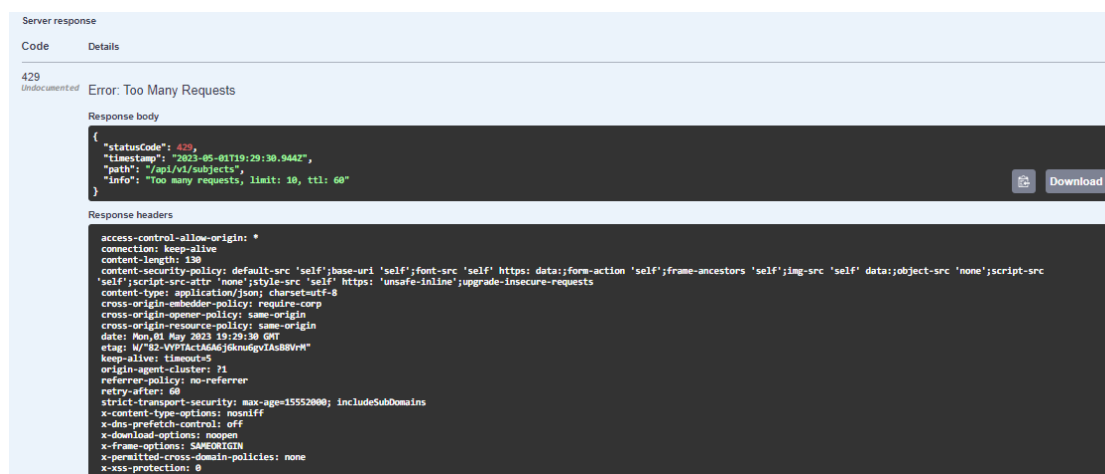 Server response
Code Details
429
Undocumented
Error: Too Many Requests
Response body
{
  "statusCode": 429,
  "timestamp": "2023-05-01T19:29:30.944Z",
  "path": "/api/v1/subjects",
  "info": "Too many requests, limit: 10, ttl: 60"
}
Download
Response headers
access-control-allow-origin: *
connection: keep-alive
content-length: 130
content-security-policy: default-src 'self';base-uri 'self';font-src 'self' https: data:;form-action 'self';frame-ancestors 'self';img-src 'self' data:;object-src 'none';script-src
'self';script-src-attr 'none';style-src 'self' https: 'unsafe-inline';upgrade-insecure-requests
content-type: application/json; charset=utf-8
cross-origin-embedder-policy: require-corp
cross-origin-opener-policy: same-origin
cross-origin-resource-policy: same-origin
date: Mon,01 May 2023 19:29:30 GMT
etag: W/"82-VYPTActA6A6j6knu6gvIAsB8VrM"
keep-alive: timeout=5
origin-agent-cluster: ?1
referrer-policy: no-referrer
retry-after: 60
strict-transport-security: max-age=15552000; includeSubDomains
x-content-type-options: nosniff
x-dns-prefetch-control: off
x-download-options: noopen
x-frame-options: SAMEORIGIN
x-permitted-cross-domain-policies: none
x-xss-protection: 0